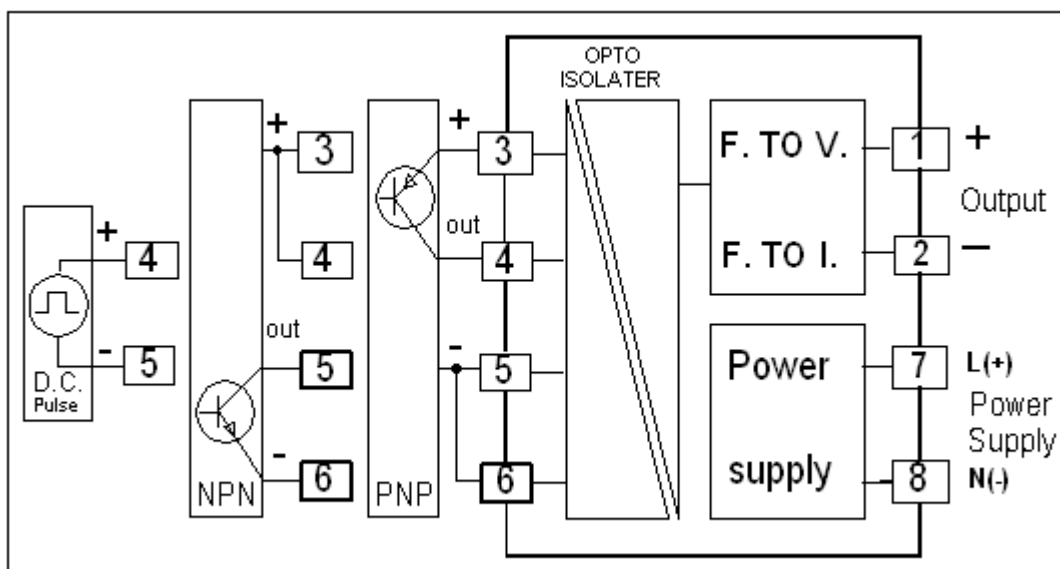 +
4
-
5
D.C.
Pulse
+
3
4
out
5
-
6
NPN
+
out
-
PNP
3
4
5
6
OPTO
ISOLATER
F. TO V.
F. TO I.
1
+
Output
2
—
Power
supply
7
L(+)
Power
Supply
8
N(-)